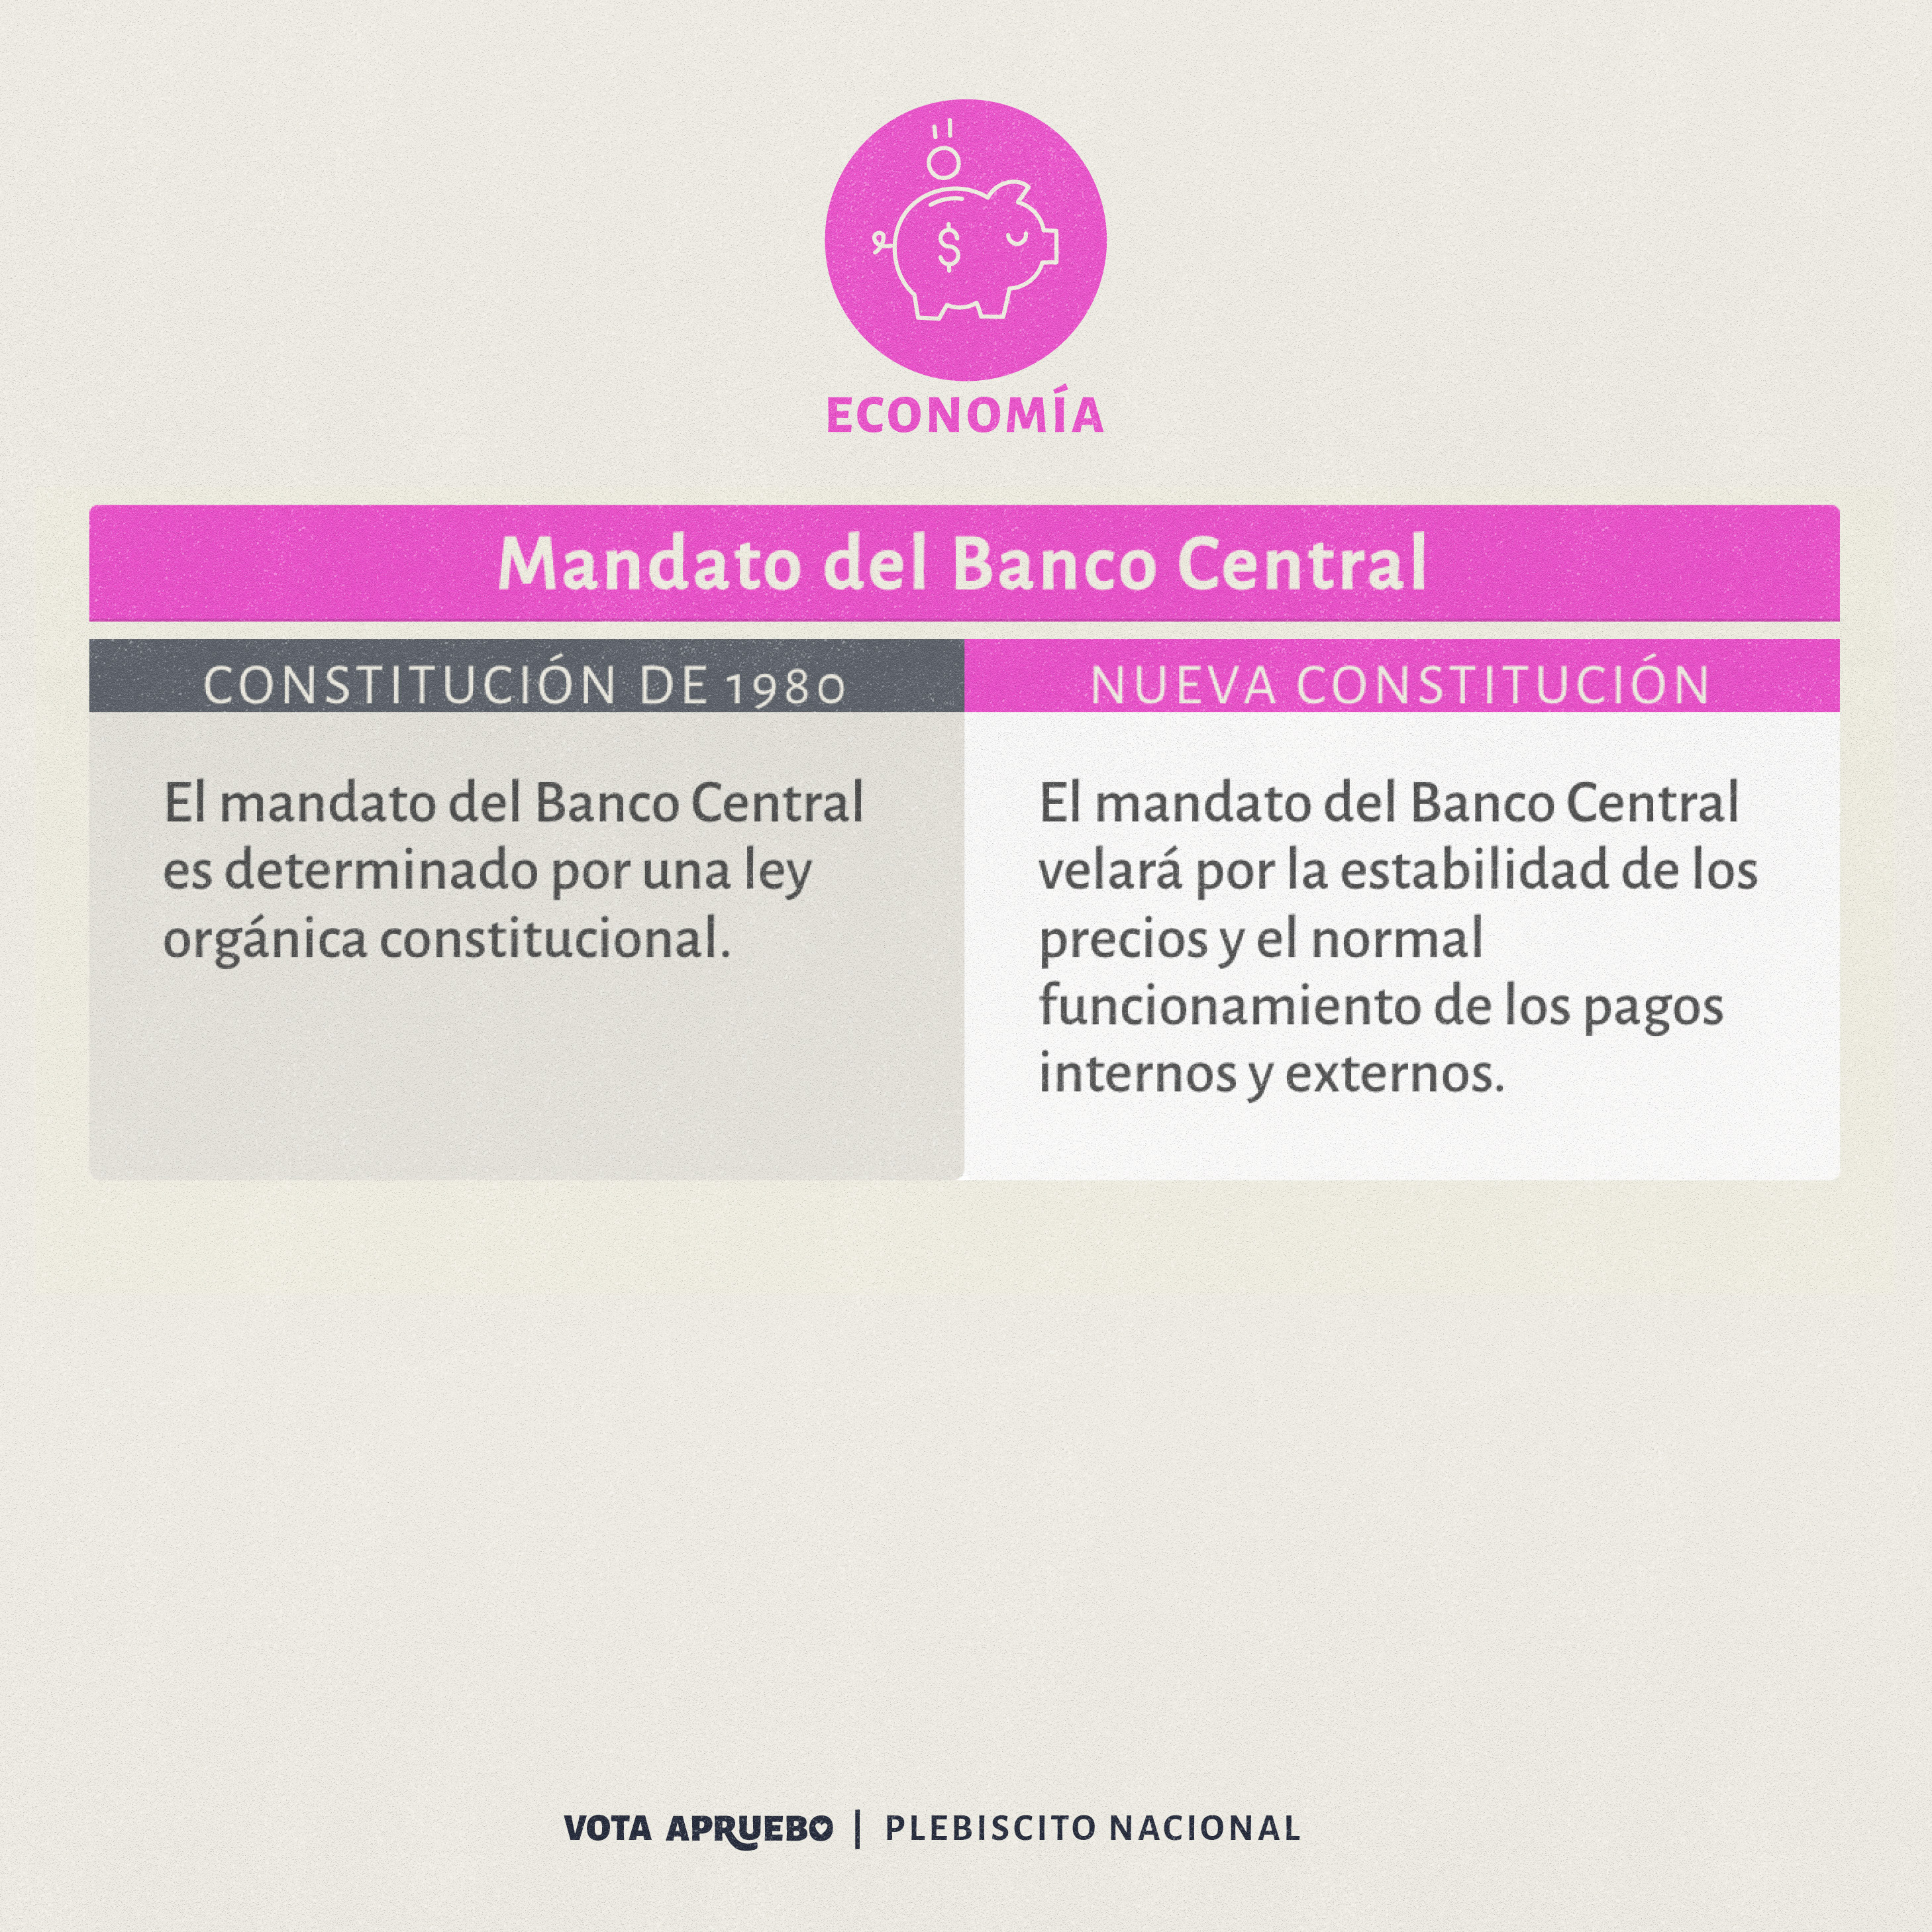 $
ECONOMÍA
Mandato del Banco Central
CONSTITUCIÓN DE 1980
El mandato del Banco Central
es determinado por una ley
orgánica constitucional.
NUEVA CONSTITUCIÓN
El mandato del Banco Central
velará por la estabilidad de los
precios y el normal
funcionamiento de los pagos
internos y externos.
VOTA APRUEBO | PLEBISCITO NACIONAL